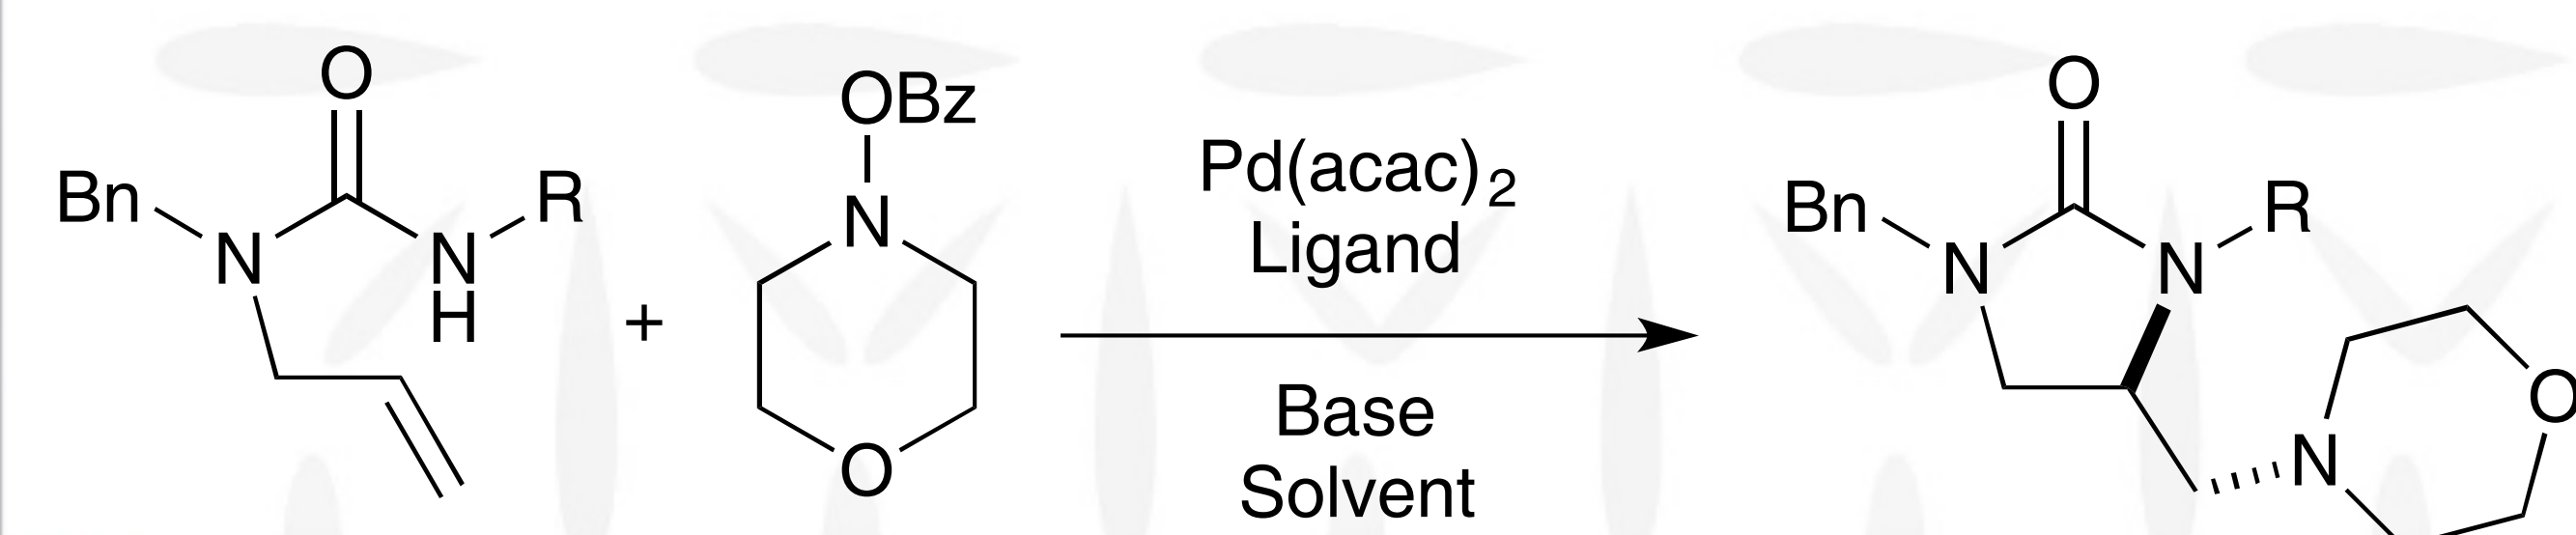 O
Bn
N
N
H
R
+
OBz
N
O
Pd(acac)2
Ligand
Base
Solvent
O
Bn
N
N
R
N
O